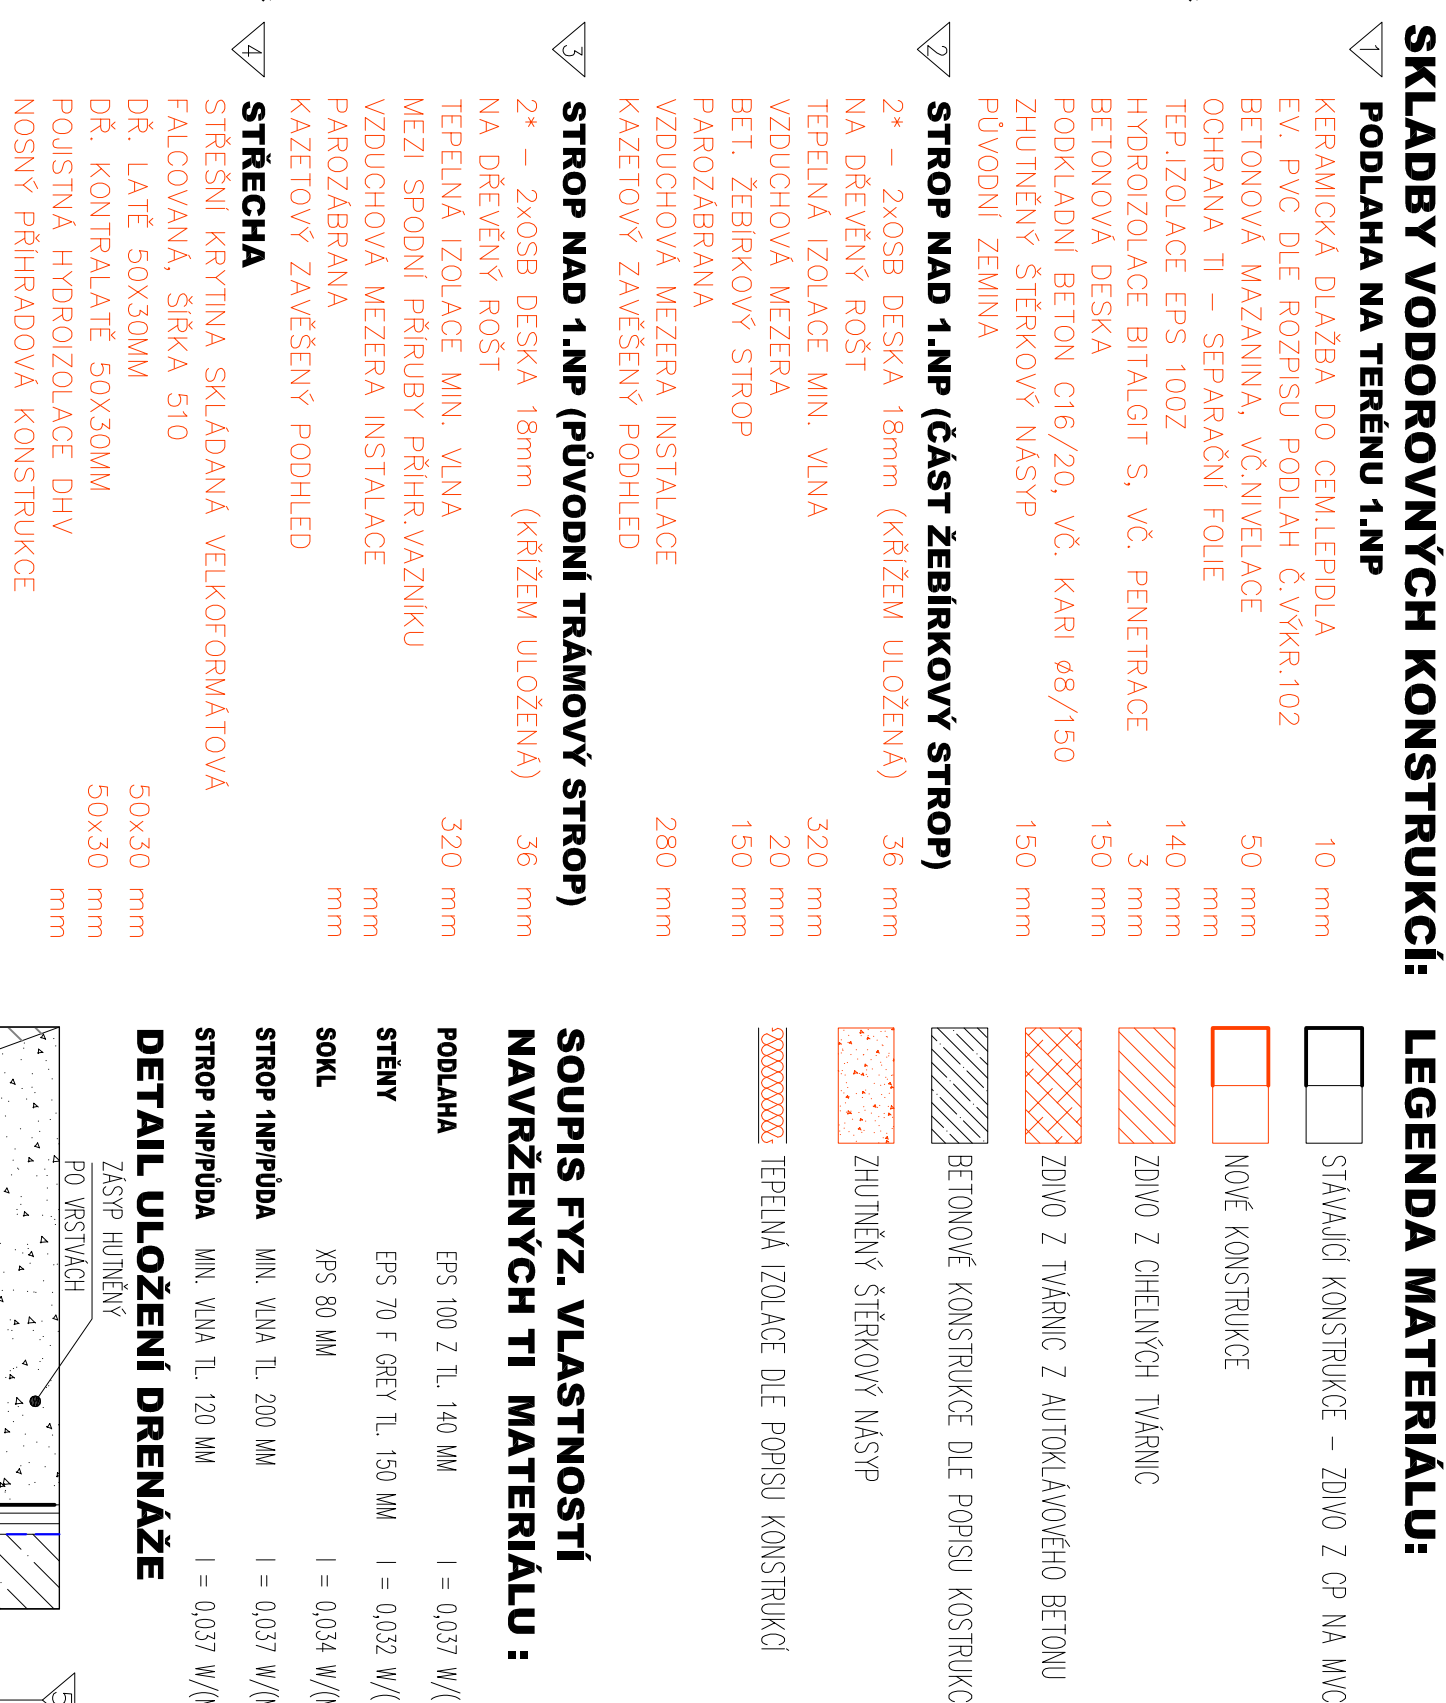 SKLADBY VODOROVNÝCH KONSTRUKCÍ:
1 PODLAHA NA TERÉNU 1.NP
KERAMICKÁ DLAŽBA DO CEM.LEPIDLA 10 mm
EV. PVC DLE ROZPISU PODLAH Č.VÝKR.102
BETONOVÁ MAZANINA, VČ.NIVELACE 50 mm
OCHRANA TI – SEPARAČNÍ FOLIE mm
TEP.IZOLACE EPS 100Z 140 mm
HYDROIZOLACE BITALGIT S, VČ. PENETRACE 3 mm
BETONOVÁ DESKA 150 mm
PODKLADNÍ BETON C16/20, VČ. KARI Ø8/150
ZHUTNĚNÝ ŠTĚRKOVÝ NÁSYP 150 mm
PŮVODNÍ ZEMINA
2 STROP NAD 1.NP (ČÁST ŽEBÍRKOVÝ STROP)
2* – 2xOSB DESKA 18mm (KŘÍŽEM ULOŽENÁ) 36 mm
NA DŘEVĚNÝ ROŠT
TEPELNÁ IZOLACE MIN. VLNA 320 mm
VZDUCHOVÁ MEZERA 20 mm
BET. ŽEBÍRKOVÝ STROP 150 mm
PAROZÁBRANA
VZDUCHOVÁ MEZERA INSTALACE 280 mm
KAZETOVÝ ZAVĚŠENÝ PODHLED
3 STROP NAD 1.NP (PŮVODNÍ TRÁMOVÝ STROP)
2* – 2xOSB DESKA 18mm (KŘÍŽEM ULOŽENÁ) 36 mm
NA DŘEVĚNÝ ROŠT
TEPELNÁ IZOLACE MIN. VLNA 320 mm
MEZI SPODNÍ PŘÍRUBY PŘÍHR.VAZNÍKU
VZDUCHOVÁ MEZERA INSTALACE mm
PAROZÁBRANA mm
KAZETOVÝ ZAVĚŠENÝ PODHLED
4 STŘECHA
STŘEŠNÍ KRYTINA SKLÁDANÁ VELKOFORMÁTOVÁ
FALCOVANÁ, ŠÍŘKA 510
DŘ. LATĚ 50X30MM 50x30 mm
DŘ. KONTRALATĚ 50X30MM 50x30 mm
POJISTNÁ HYDROIZOLACE DHV mm
NOSNÝ PŘÍHRADOVÁ KONSTRUKCE
LEGENDA MATERIÁLU:
STÁVAJÍCÍ KONSTRUKCE – ZDIVO Z CP NA MVC
NOVÉ KONSTRUKCE
ZDIVO Z CIHELNÝCH TVÁRNIC
ZDIVO Z TVÁRNIC Z AUTOKLÁVOVÉHO BETONU
BETONOVÉ KONSTRUKCE DLE POPISU KOSTRUKC
ZHUTNĚNÝ ŠTĚRKOVÝ NÁSYP
TEPELNÁ IZOLACE DLE POPISU KONSTRUKCÍ
SOUPIS FYZ. VLASTNOSTÍ
NAVRŽENÝCH TI MATERIÁLU :
PODLAHA EPS 100 Z TL. 140 MM l = 0,037 W/(
STĚNY EPS 70 F GREY TL. 150 MM l = 0,032 W/(
SOKL XPS 80 MM l = 0,034 W/(M
STROP 1NP/PŮDA MIN. VLNA TL. 200 MM l = 0,037 W/(M
STROP 1NP/PŮDA MIN. VLNA TL. 120 MM l = 0,037 W/(M
DETAIL ULOŽENÍ DRENÁŽE
ZÁSYP HUTNĚNÝ
PO VRSTVÁCH
5